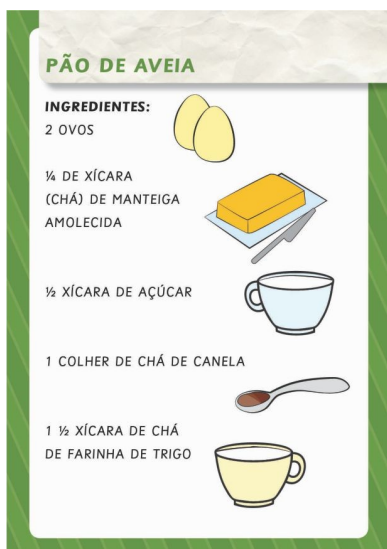 PÃO DE AVEIA
INGREDIENTES:
2 OVOS
¼ DE XÍCARA
(CHÁ) DE MANTEIGA
AMOLECIDA
½ XÍCARA DE AÇÚCAR
1 COLHER DE CHÁ DE CANELA
1 ½ XÍCARA DE CHÁ
DE FARINHA DE TRIGO